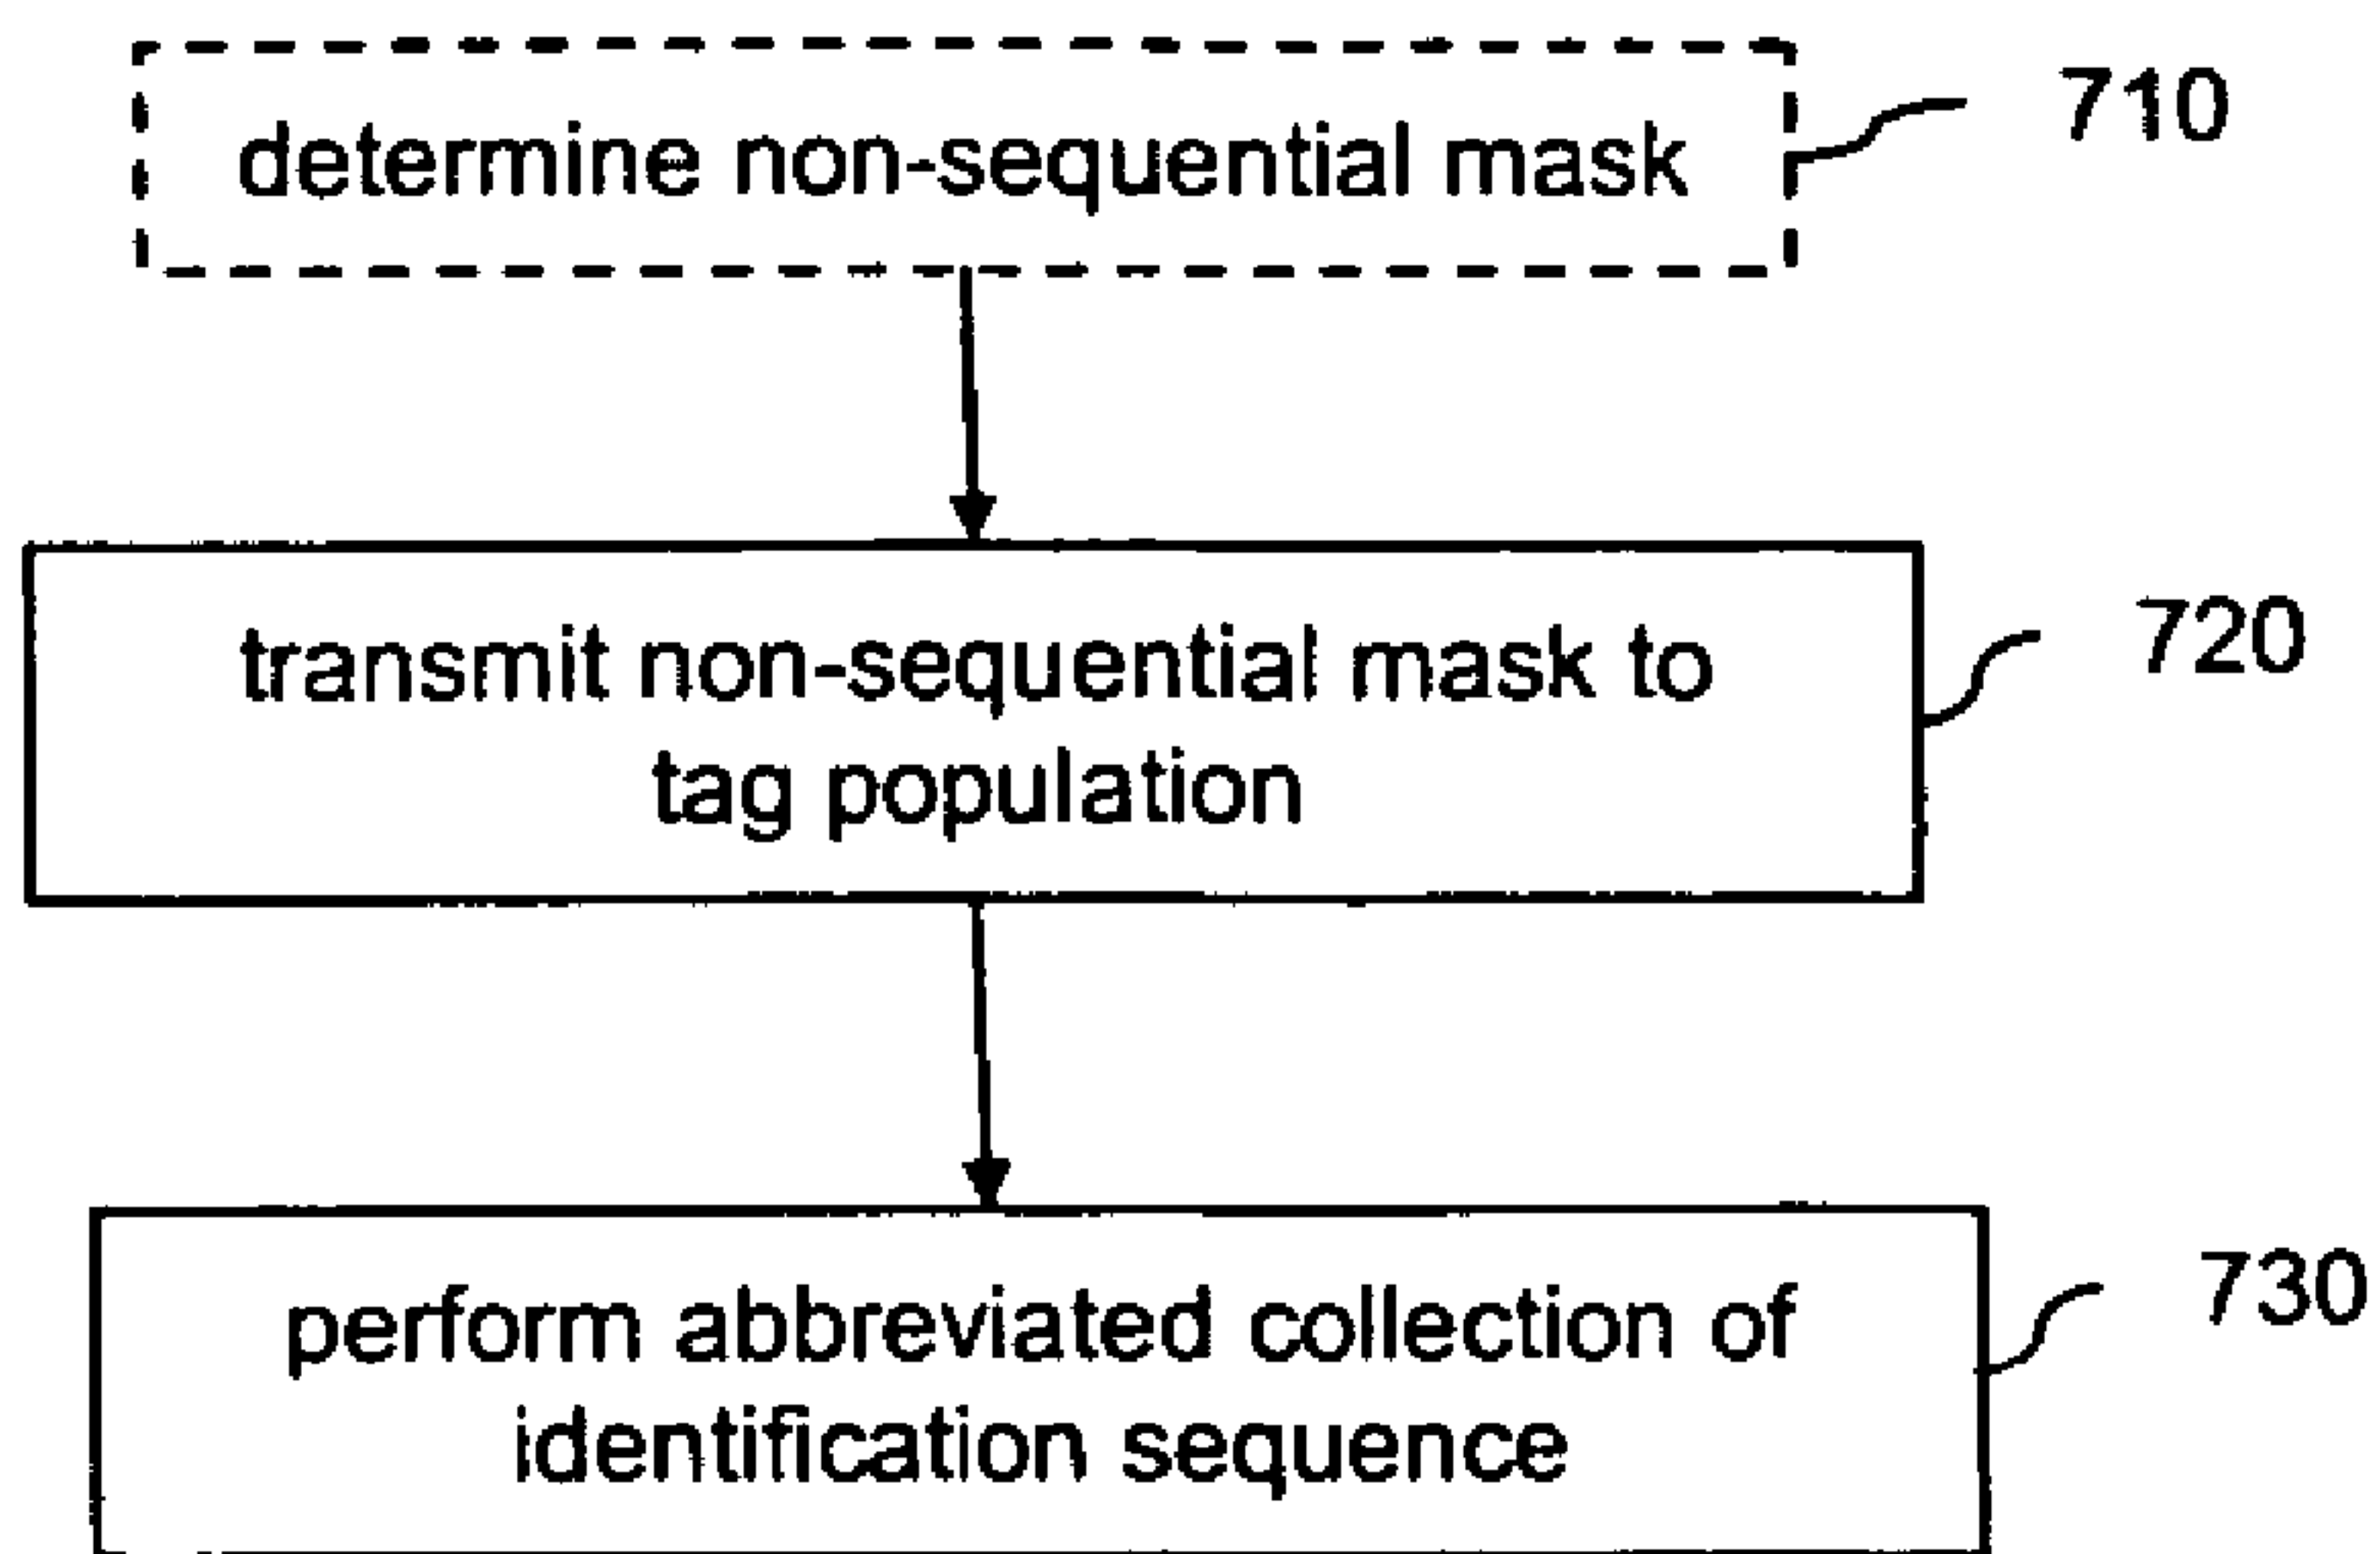 710
determine non-sequential mask
720
transmit non-sequential mask to
tag population
730
perform abbreviated collection of
identification sequence